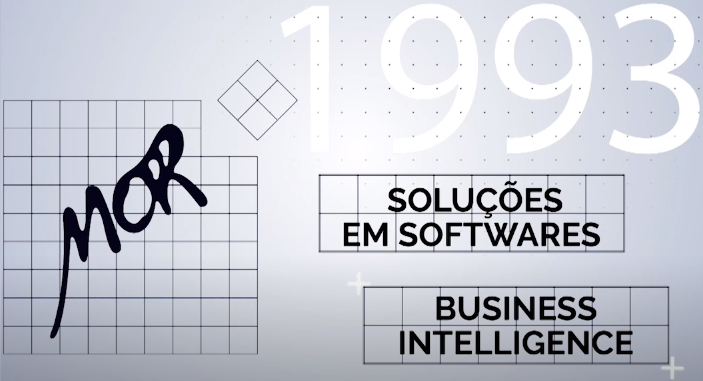 1993
MOR
SOLUÇÕES
EM SOFTWARES
BUSINESS
INTELLIGENCE